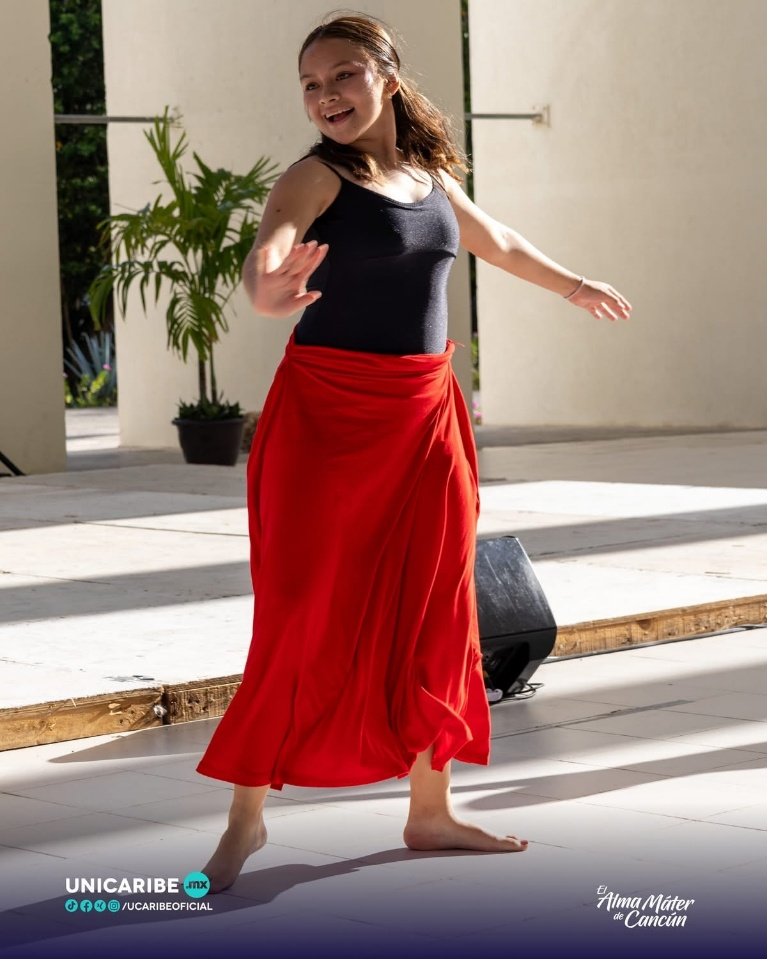 UNICARIBE .mx
/UCARIBEOFICIAL
El
Alma Máter
de Cancún